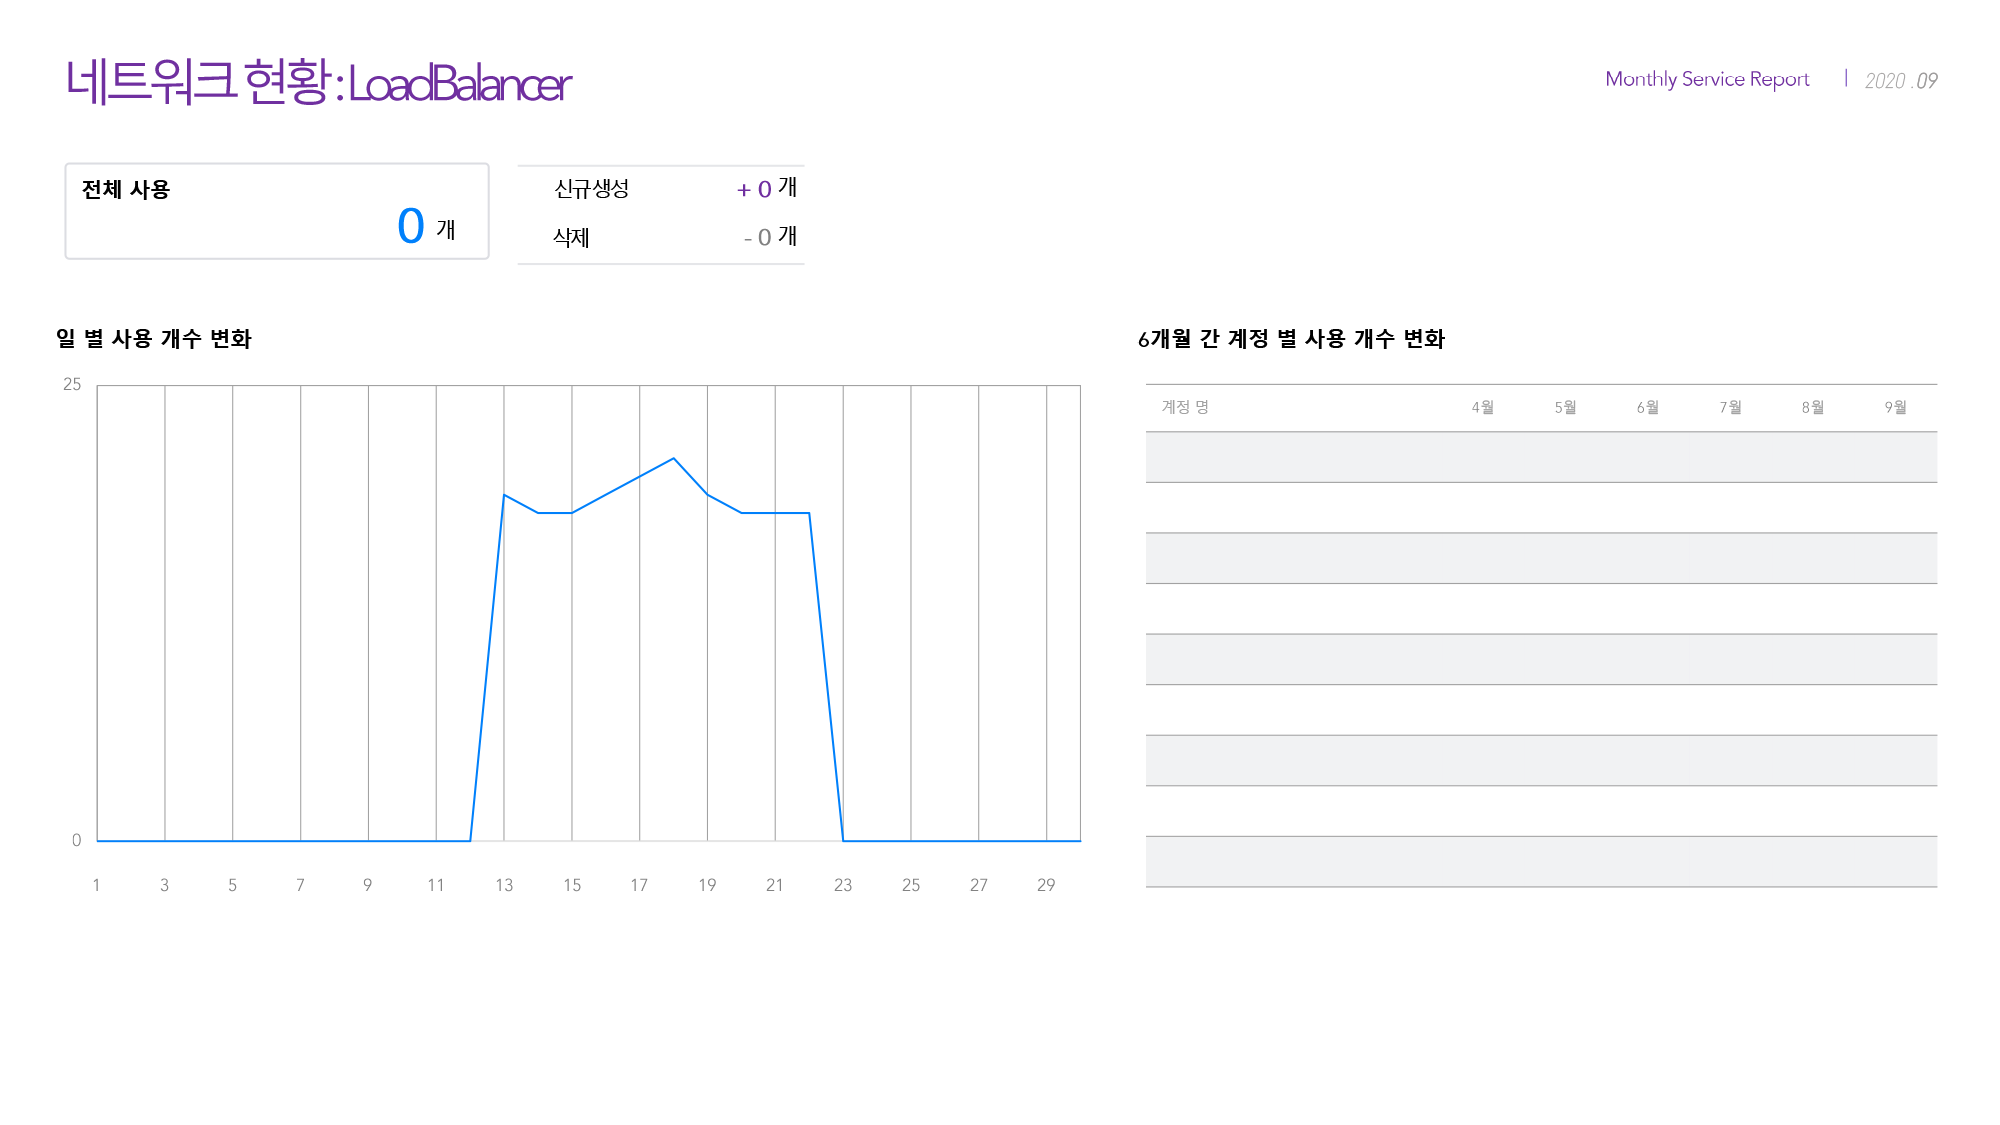 네트워크 현황 : LoadBalancer
Monthly Service Report | 2020 .09
전체 사용
0 개
신규생성 + 0 개
삭제 - 0 개
일 별 사용 개수 변화
25
0
1 3 5 7 9 11 13 15 17 19 21 23 25 27 29
6개월 간 계정 별 사용 개수 변화
계정 명 4월 5월 6월 7월 8월 9월